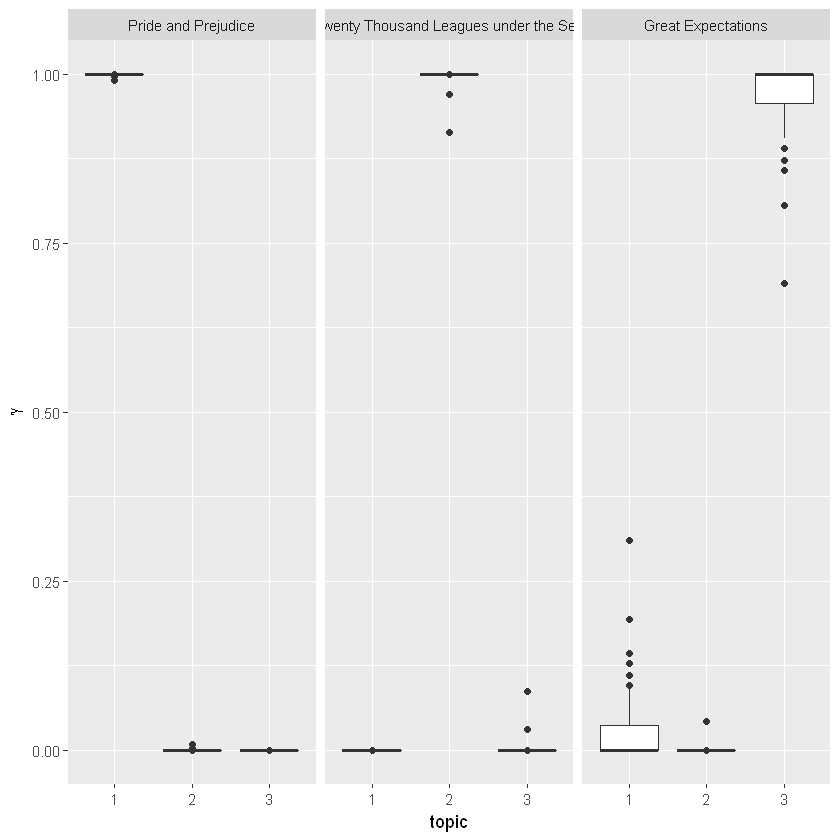 Pride and Prejudice
wenty Thousand Leagues under the Se
Great Expectations
1.00
0.75
0.50
0.25
0.00
γ
1 2 3
1 2 3
1 2 3
topic